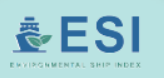 ESI
ENVIRONMENTAL SHIP INDEX